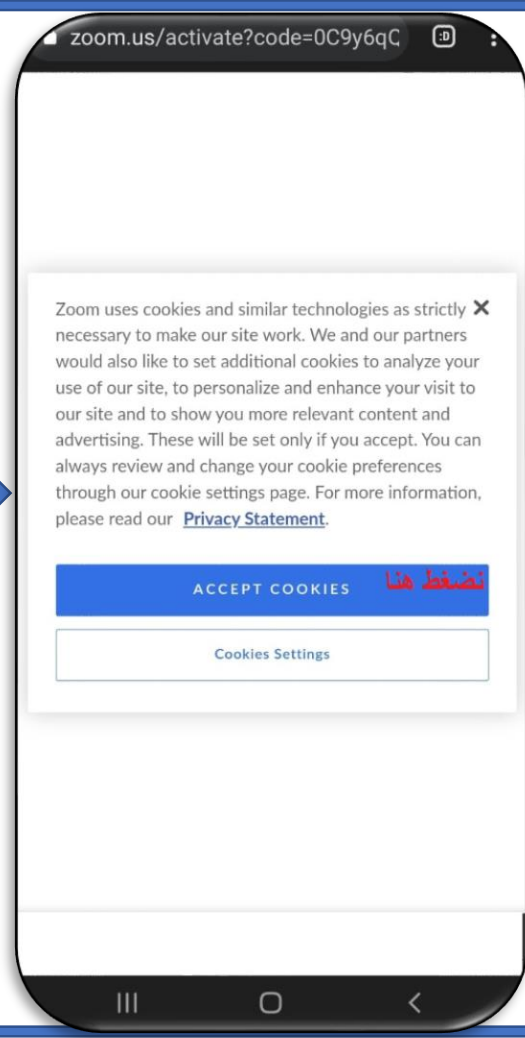 zoom.us/activate?code=0C9y6qC :D
Zoom uses cookies and similar technologies as strictly
necessary to make our site work. We and our partners
would also like to set additional cookies to analyze your
use of our site, to personalize and enhance your visit to
our site and to show you more relevant content and
advertising. These will be set only if you accept. You can
always review and change your cookie preferences
through our cookie settings page. For more information,
please read our Privacy Statement.
ACCEPT COOKIES نضغط هنا
Cookies Settings